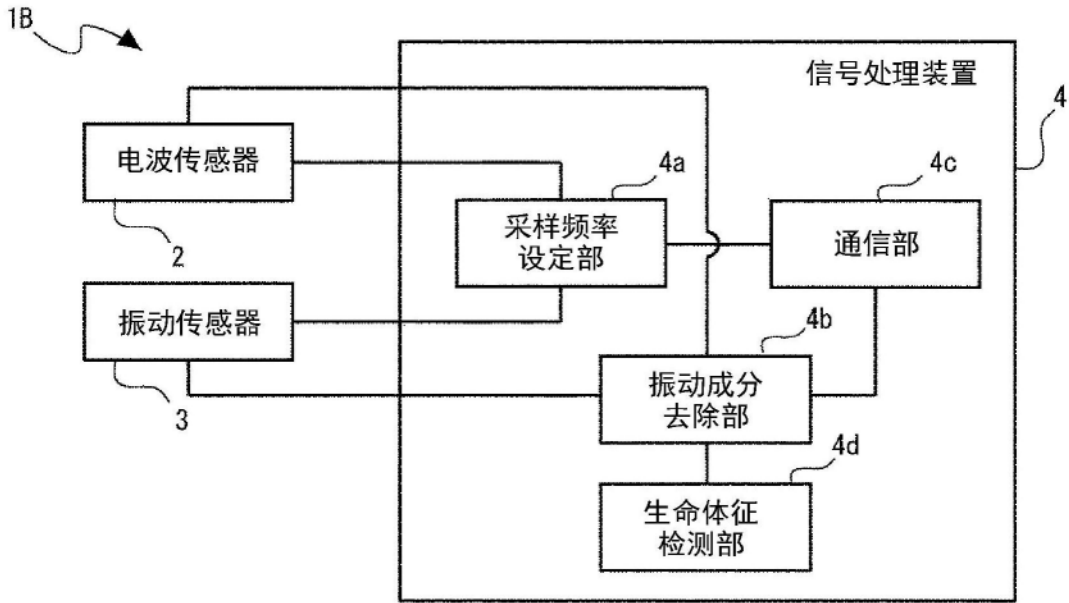 1B
信号处理装置
4
电波传感器
2
4a
采样频率
设定部
4c
通信部
振动传感器
3
4b
振动成分
去除部
4d
生命体征
检测部